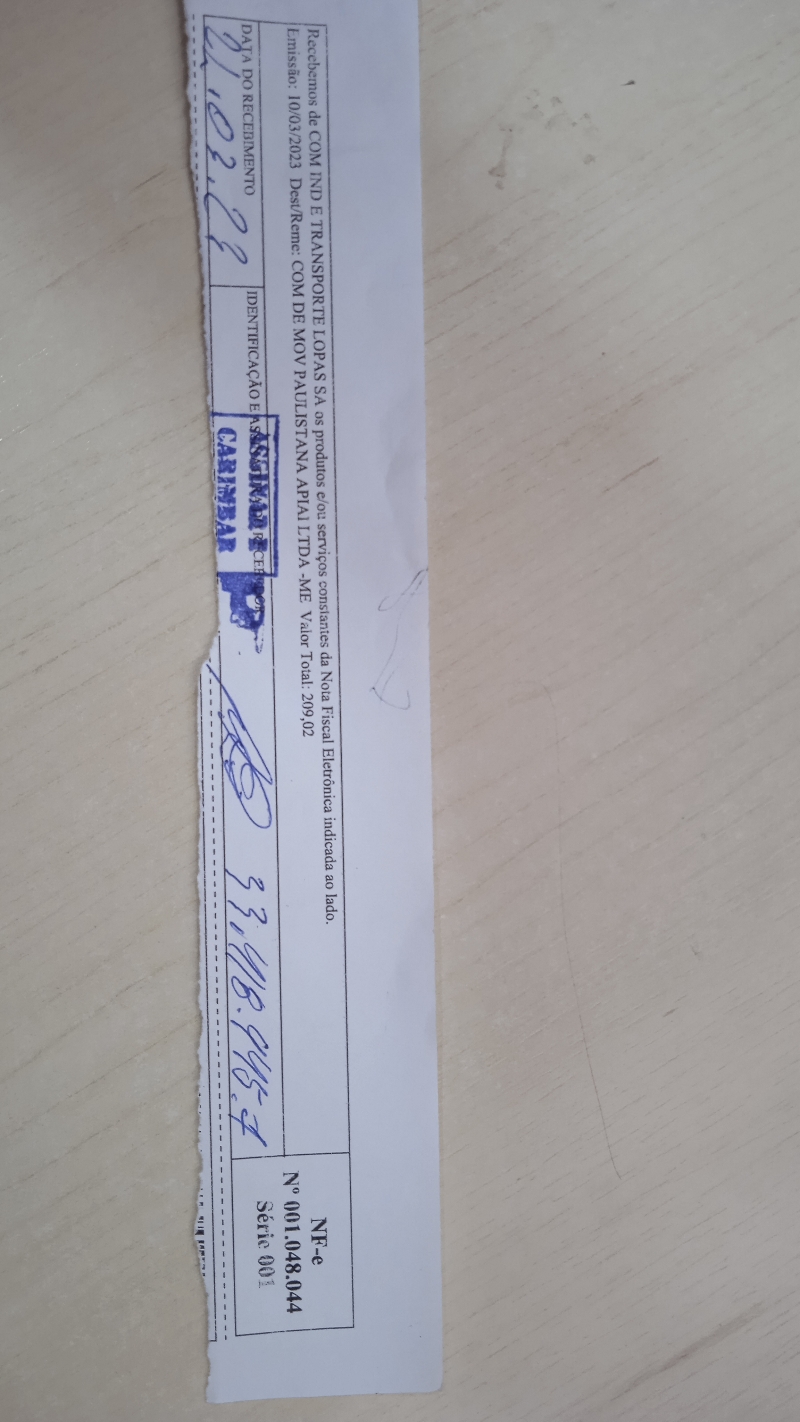 Recebemos de COM IND E TRANSPORTE LOPAS SA os produtos e/ou serviços constantes da Nota Fiscal Eletrônica indicada ao lado.
Emissão: 10/03/2023 Dest/Reme: COM DE MOV PAULISTANA APIAI LTDA -ME Valor Total: 209,02
DATA DO RECEBIMENTO
IDENTIFICAÇÃO E
ASSINAR E
CARIMBAR
NF-e
Nº 001.048.044
Série 001